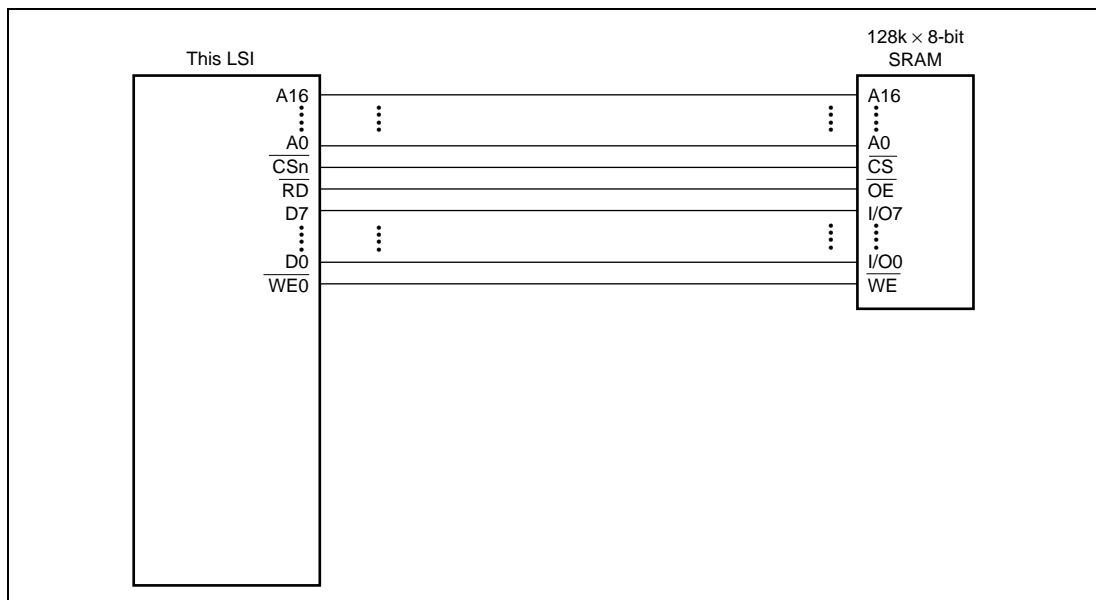 This LSI
128k × 8-bit
SRAM
A16 A16
A0 A0
CSn CS
RD OE
D7 I/O7
D0 I/O0
WE0 WE